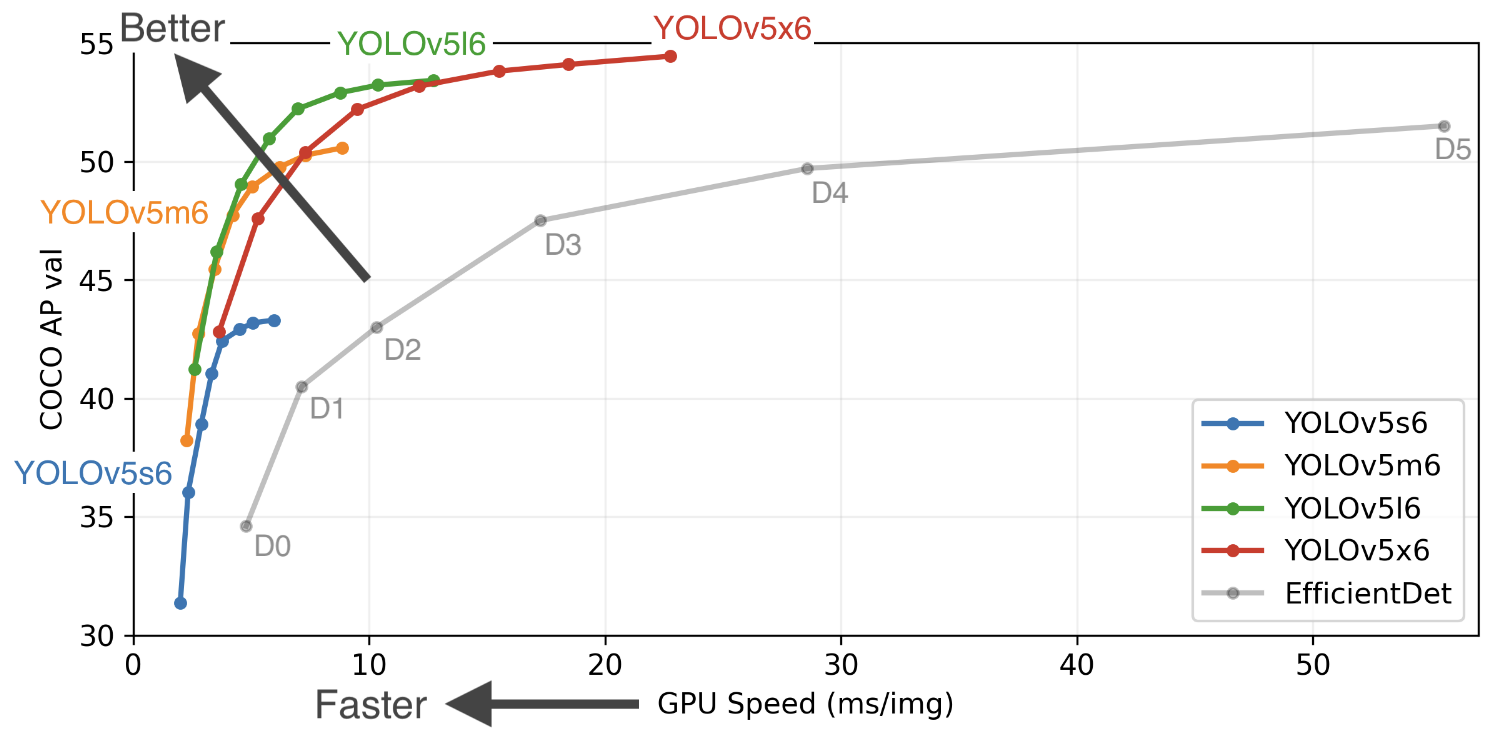 Better
YOLOv5l6
YOLOv5x6
55
50
D5
D4
YOLOv5m6
D3
45
COCO AP val
D2
40
D1
YOLOv5s6
35
D0
30
YOLOv5s6
YOLOv5m6
YOLOv5l6
YOLOv5x6
EfficientDet
0 10 20 30 40 50
Faster GPU Speed (ms/img)